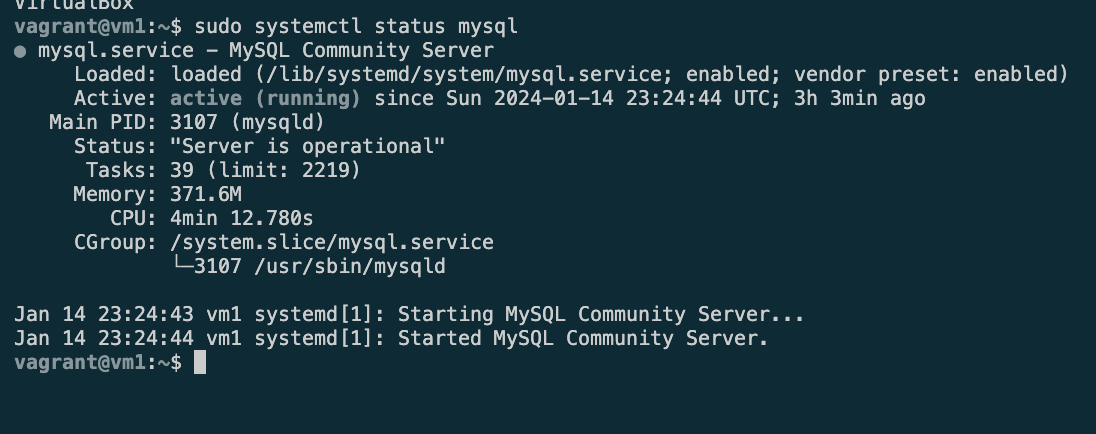 VirtualBox
vagrant@vm1:~$ sudo systemctl status mysql
● mysql.service - MySQL Community Server
     Loaded: loaded (/lib/systemd/system/mysql.service; enabled; vendor preset: enabled)
     Active: active (running) since Sun 2024-01-14 23:24:44 UTC; 3h 3min ago
   Main PID: 3107 (mysqld)
     Status: "Server is operational"
      Tasks: 39 (limit: 2219)
     Memory: 371.6M
        CPU: 4min 12.780s
     CGroup: /system.slice/mysql.service
             └─3107 /usr/sbin/mysqld

Jan 14 23:24:43 vm1 systemd[1]: Starting MySQL Community Server...
Jan 14 23:24:44 vm1 systemd[1]: Started MySQL Community Server.
vagrant@vm1:~$